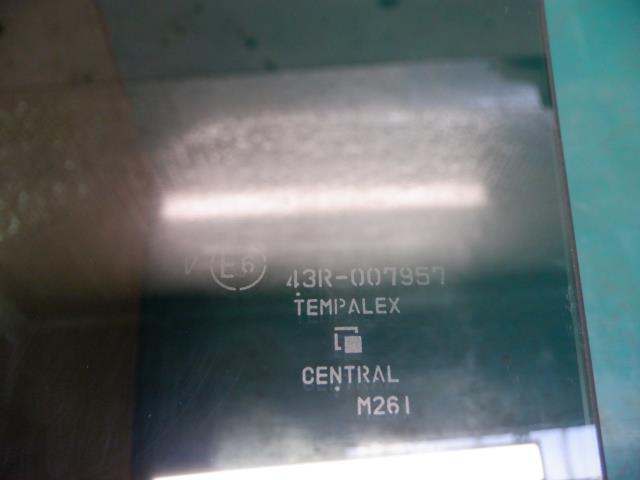 V E6 43R-007957
TEMPALEX
CENTRAL
M261